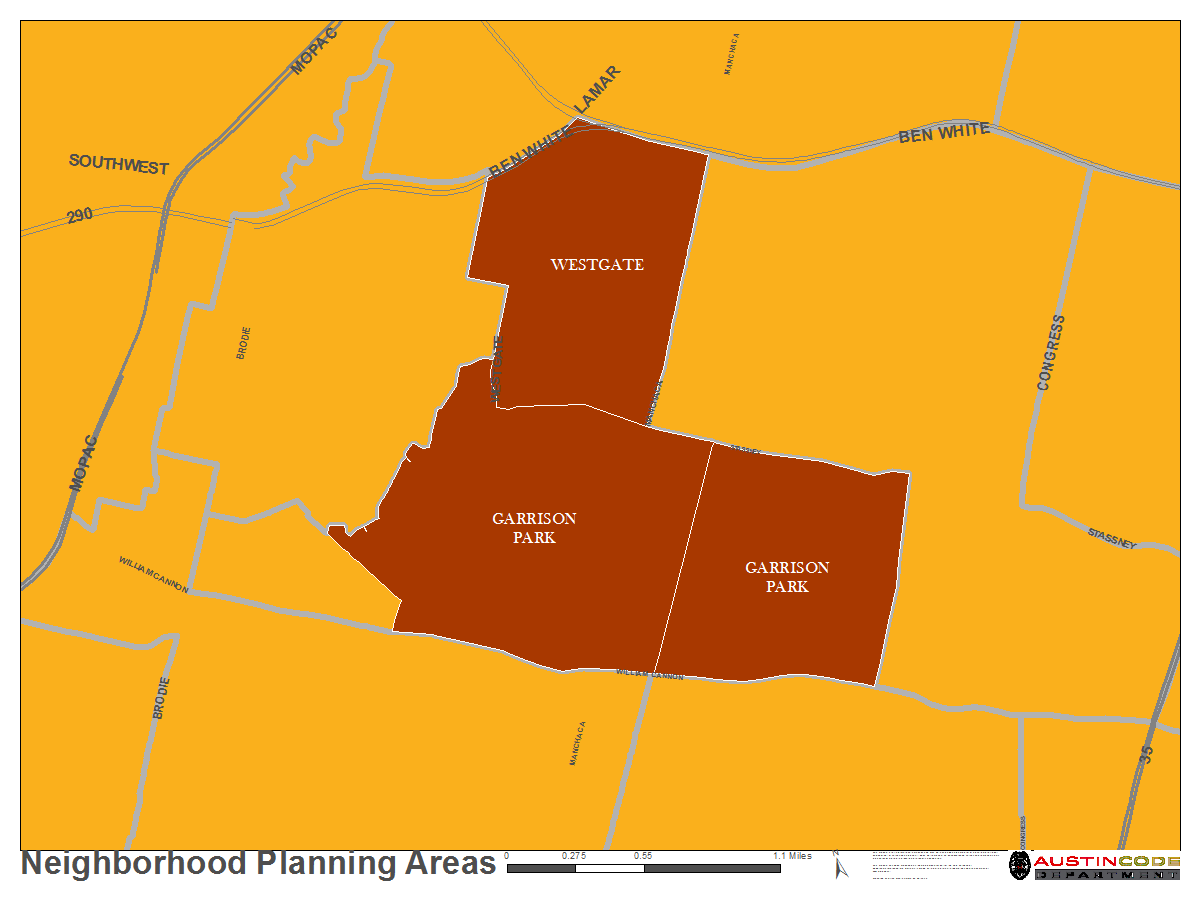 MOPAC
LAMAR
MANCHACA
SOUTHWEST
BEN WHITE
BEN WHITE
290
WESTGATE
BRODIE
WESTGATE
CONGRESS
MANCHACA
STASSNEY
MOPAC
GARRISON
PARK
STASSNEY
WILLIAM CANNON
GARRISON
PARK
WILLIAM CANNON
BRODIE
MANCHACA
35
CONGRESS
Neighborhood Planning Areas
0 0.275 0.55 1.1 Miles
N
AUSTINCODE
DEPARTMENT